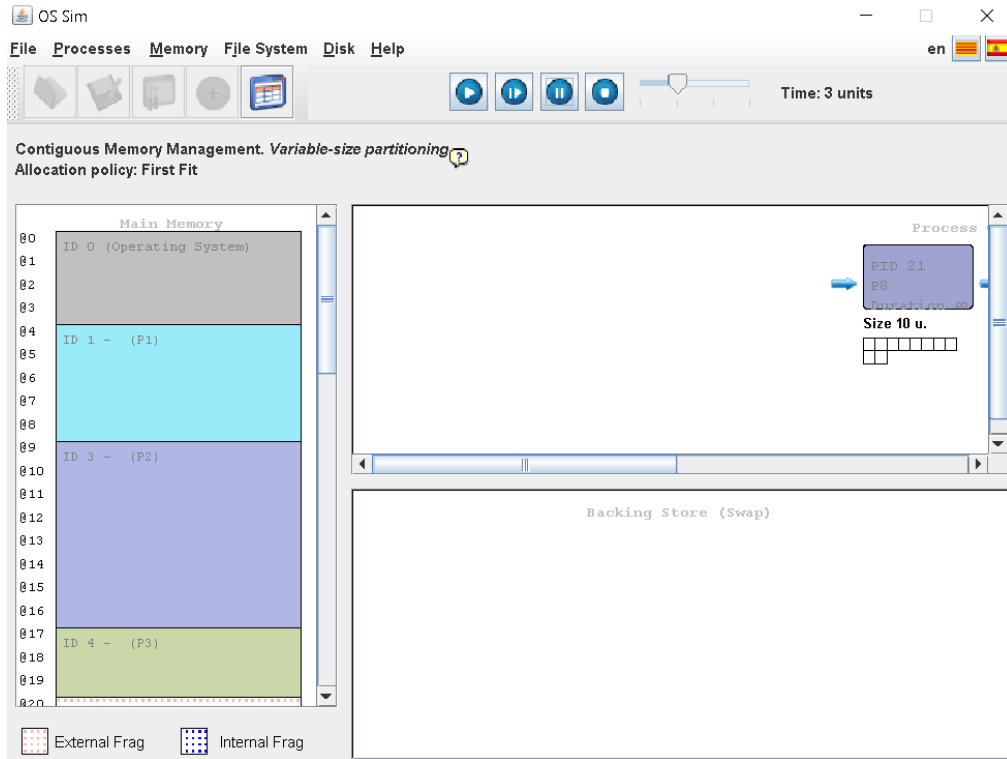 OS Sim
File Processes Memory File System Disk Help en
Time: 3 units
Contiguous Memory Management. Variable-size partitioning
Allocation policy: First Fit
Main Memory
@0
ID 0 (Operating System)
@1
@2
@3
@4
ID 1 - (P1)
@5
@6
@7
@8
@9
ID 3 - (P2)
@10
@11
@12
@13
@14
@15
@16
@17
ID 4 - (P3)
@18
@19
@20
External Frag Internal Frag
Process
PID 21
P8
Duration ∞
Size 10 u.
Backing Store (Swap)